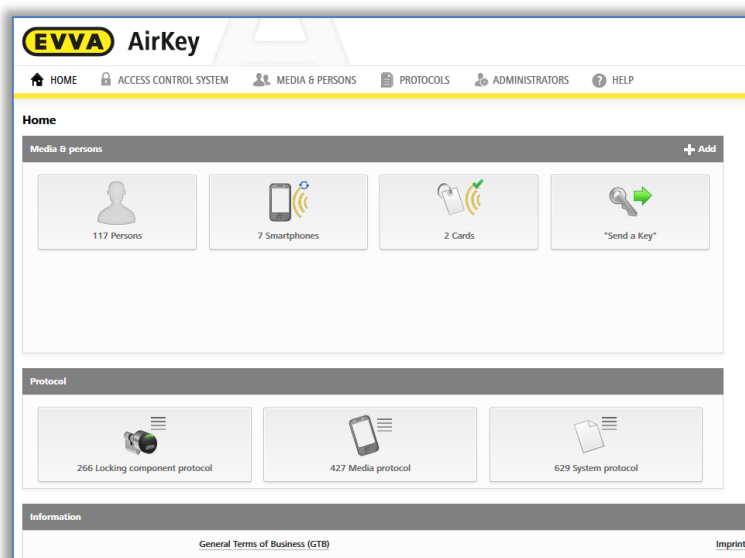 EVVA AirKey
HOME ACCESS CONTROL SYSTEM MEDIA & PERSONS PROTOCOLS ADMINISTRATORS ? HELP
Home
Media & persons + Add
117 Persons 7 Smartphones 2 Cards "Send a Key"
Protocol
266 Locking component protocol 427 Media protocol 629 System protocol
Information
General Terms of Business (GTB) Imprint